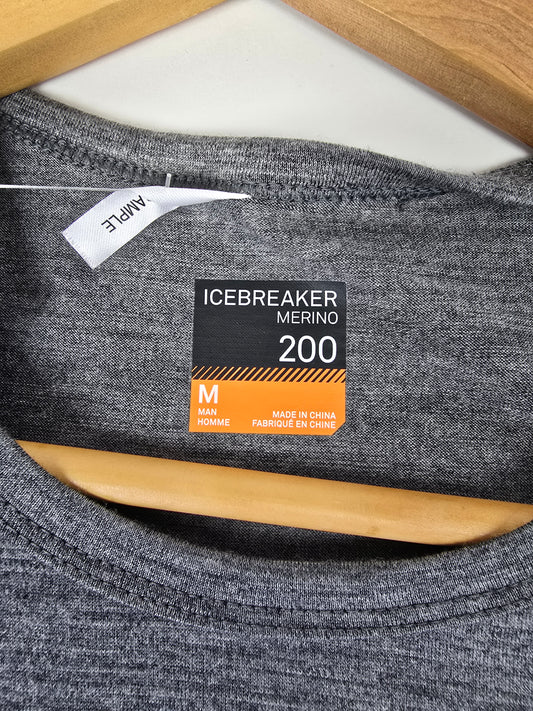 AMPLE
ICEBREAKER
MERINO
200
M
MAN
HOMME
MADE IN CHINA
FABRIQUÉ EN CHINE